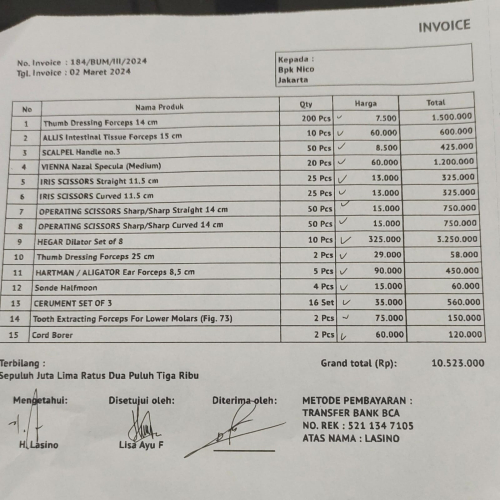 INVOICE
No. Invoice : 184/BUM/III/2024
Tgl. Invoice : 02 Maret 2024
Kepada :
Bpk Nico
Jakarta
No Nama Produk Qty Harga Total
1 Thumb Dressing Forceps 14 cm 200 Pcs 7.500 1.500.000
2 ALLIS Intestinal Tissue Forceps 15 cm 10 Pcs 60.000 600.000
3 SCALPEL Handle no.3 50 Pcs 8.500 425.000
4 VIENNA Nazal Specula (Medium) 20 Pcs 60.000 1.200.000
5 IRIS SCISSORS Straight 11.5 cm 25 Pcs 13.000 325.000
6 IRIS SCISSORS Curved 11.5 cm 25 Pcs 13.000 325.000
7 OPERATING SCISSORS Sharp/Sharp Straight 14 cm 50 Pcs 15.000 750.000
8 OPERATING SCISSORS Sharp/Sharp Curved 14 cm 50 Pcs 15.000 750.000
9 HEGAR Dilator Set of 8 10 Pcs 325.000 3.250.000
10 Thumb Dressing Forceps 25 cm 2 Pcs 29.000 58.000
11 HARTMAN / ALIGATOR Ear Forceps 8,5 cm 5 Pcs 90.000 450.000
12 Sonde Halfmoon 4 Pcs 15.000 60.000
13 CERUMENT SET OF 3 16 Set 35.000 560.000
14 Tooth Extracting Forceps For Lower Molars (Fig. 73) 2 Pcs 75.000 150.000
15 Cord Borer 2 Pcs 60.000 120.000
Terbilang : Grand total (Rp): 10.523.000
Sepuluh Juta Lima Ratus Dua Puluh Tiga Ribu
Mengetahui: Disetujui oleh: Diterima oleh:
H. Lasino Lisa Ayu F
METODE PEMBAYARAN :
TRANSFER BANK BCA
NO. REK : 521 134 7105
ATAS NAMA : LASINO